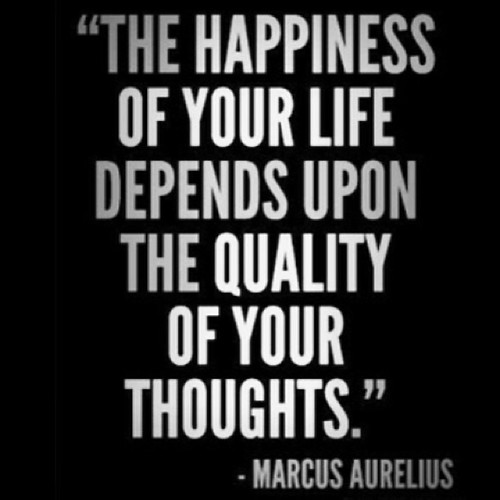 “THE HAPPINESS
OF YOUR LIFE
DEPENDS UPON
THE QUALITY
OF YOUR
THOUGHTS.”
- MARCUS AURELIUS